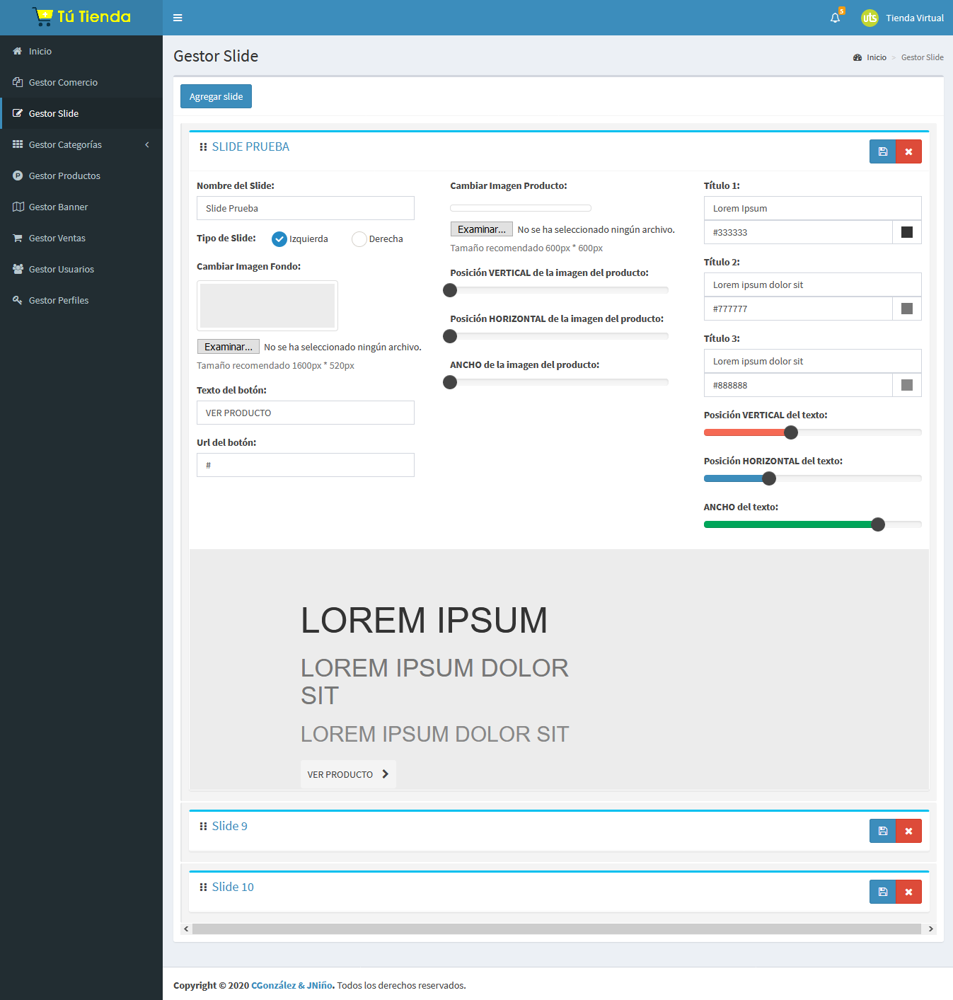 Tú Tienda
5
uts
Tienda Virtual
Inicio
Gestor Comercio
Gestor Slide
Gestor Categorías
Gestor Productos
Gestor Banner
Gestor Ventas
Gestor Usuarios
Gestor Perfiles
Gestor Slide
Inicio > Gestor Slide
Agregar slide
SLIDE PRUEBA
Nombre del Slide:
Slide Prueba
Tipo de Slide: Izquierda Derecha
Cambiar Imagen Fondo:
Examinar... No se ha seleccionado ningún archivo.
Tamaño recomendado 1600px * 520px
Texto del botón:
VER PRODUCTO
Url del botón:
#
Cambiar Imagen Producto:
Examinar... No se ha seleccionado ningún archivo.
Tamaño recomendado 600px * 600px
Posición VERTICAL de la imagen del producto:
Posición HORIZONTAL de la imagen del producto:
ANCHO de la imagen del producto:
Título 1:
Lorem Ipsum
#333333
Título 2:
Lorem ipsum dolor sit
#777777
Título 3:
Lorem ipsum dolor sit
#888888
Posición VERTICAL del texto:
Posición HORIZONTAL del texto:
ANCHO del texto:
LOREM IPSUM
LOREM IPSUM DOLOR
SIT
LOREM IPSUM DOLOR SIT
VER PRODUCTO
Slide 9
Slide 10
Copyright © 2020 CGonzález & JNiño. Todos los derechos reservados.